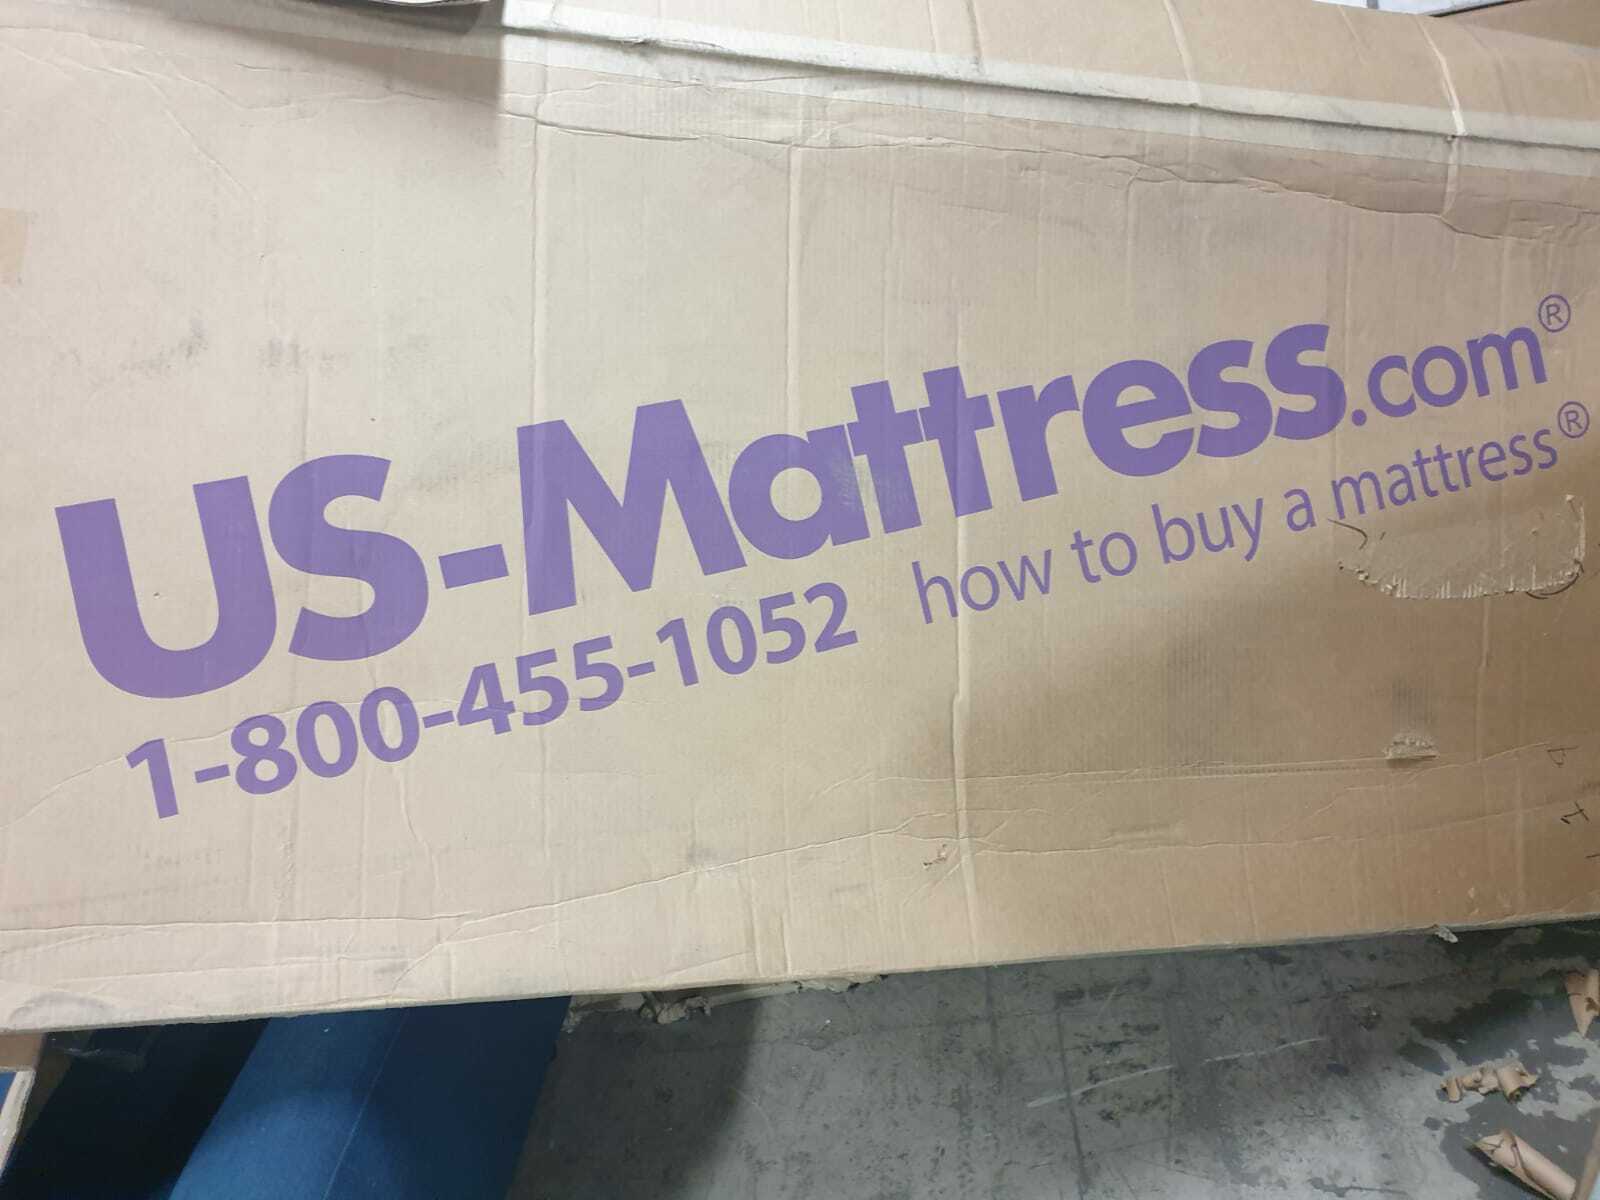 US-Mattress.com®
1-800-455-1052 how to buy a mattress®